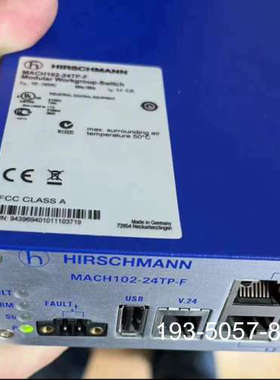 HIRSCHMANN
MACH102-24TP-F
Modular Workgroup-Switch
max. surrounding air
temperature 50°C
FCC CLASS A
Made in Germany
72654 Neckartenzlingen
HIRSCHMANN
MACH102-24TP-F
FAULT
USB
V.24
193-5057-8